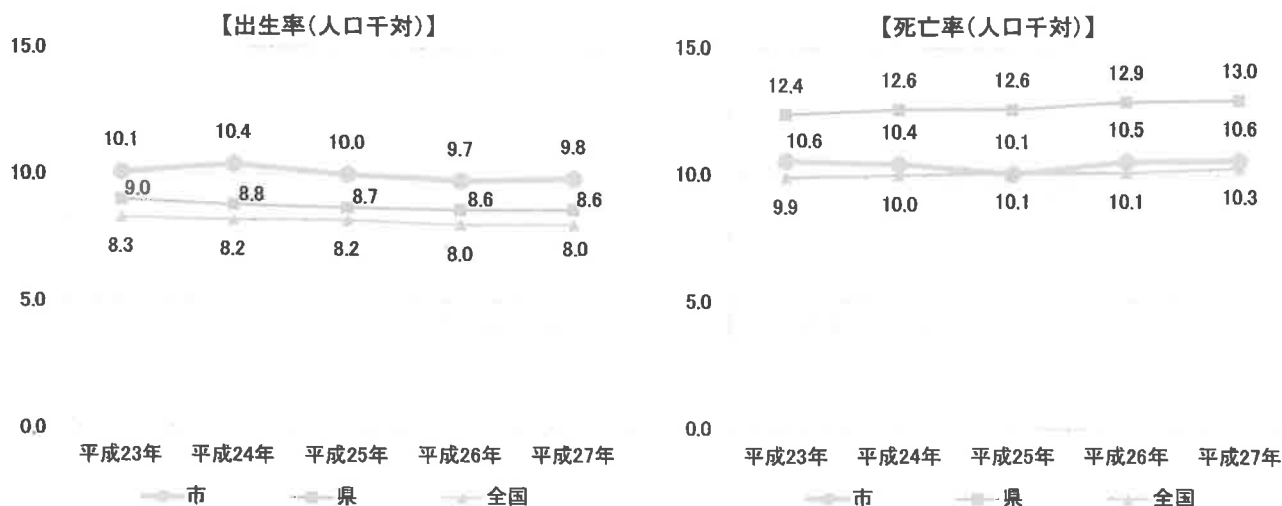 【出生率(人口千対)】
15.0
10.1 10.4 10.0 9.7 9.8
10.0
9.0 8.8 8.7 8.6 8.6
8.3 8.2 8.2 8.0 8.0
5.0
0.0
平成23年 平成24年 平成25年 平成26年 平成27年
市 県 全国
【死亡率(人口千対)】
15.0
12.4 12.6 12.6 12.9 13.0
10.6 10.4 10.1 10.5 10.6
10.0
9.9 10.0 10.1 10.1 10.3
5.0
0.0
平成23年 平成24年 平成25年 平成26年 平成27年
市 県 全国